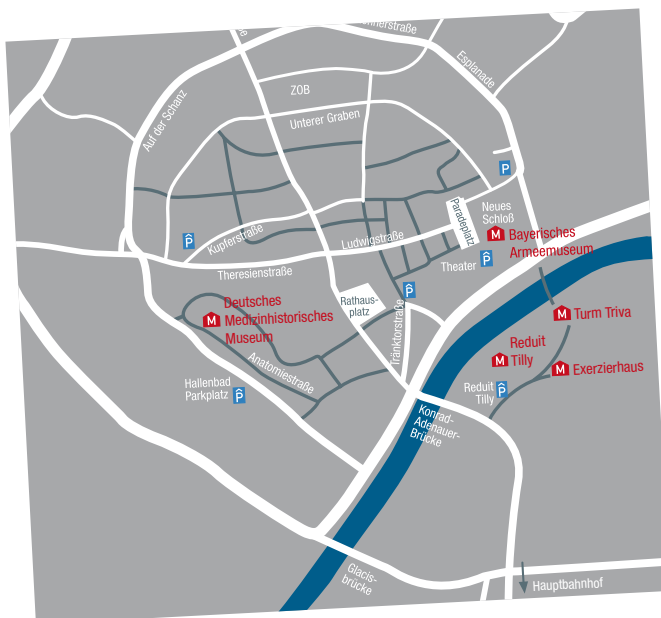 Esplanade
ZOB
Auf der Schanz
Unterer Graben
P
Paradeplatz
Neues
Schloß
P
Kupferstraße
Ludwigstraße
M
Bayerisches
Armeemuseum
Theater
P
Theresienstraße
P
Deutsches
Medizinhistorisches
Museum
M
Rathaus-
platz
Tränktorstraße
M
Turm Triva
Reduit
Tilly
M
M
Exerzierhaus
Anatomiestraße
Hallenbad
Parkplatz
P
Reduit
Tilly
P
Konrad-
Adenauer-
Brücke
Glacis-
brücke
Hauptbahnhof